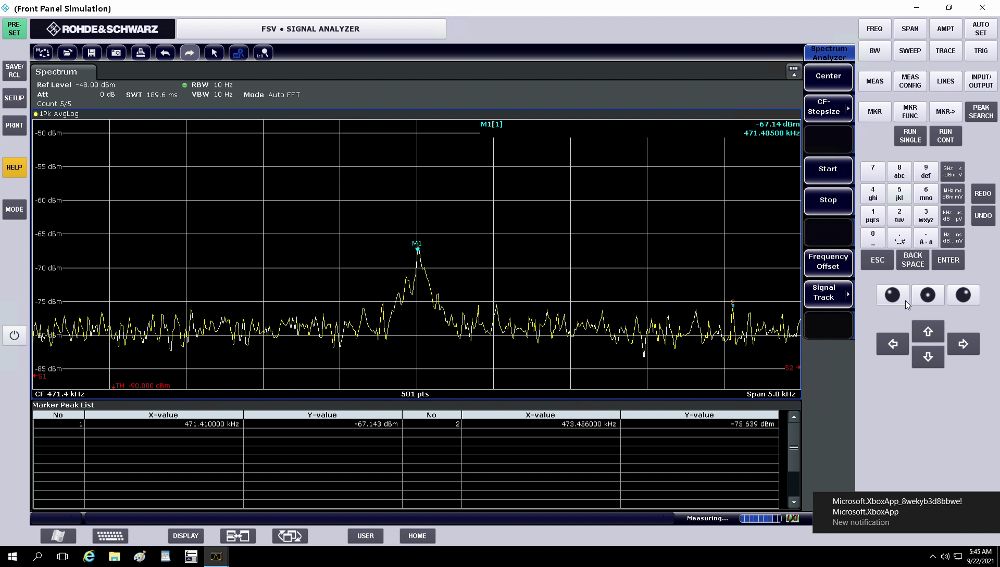 (Front Panel Simulation)
PRE-
SET
ROHDE&SCHWARZ
FSV • SIGNAL ANALYZER
FREQ
SPAN
AMPT
AUTO
SET
BW
SWEEP
TRACE
TRIG
MEAS
MEAS
CONFIG
LINES
INPUT/
OUTPUT
MKR
MKR
FUNC
MKR->
PEAK
SEARCH
RUN
SINGLE
RUN
CONT
SAVE/
RCL
SETUP
PRINT
HELP
MODE
1:1
Spectrum
Analyzer
Center
CF-
Stepsize
Start
Stop
Frequency
Offset
Signal
Track
Spectrum
Ref Level -48.00 dBm
RBW 10 Hz
Att 0 dB SWT 189.6 ms VBW 10 Hz Mode Auto FFT
Count 5/5
1Pk AvgLog
M1[1] -67.14 dBm
471.40500 kHz
-50 dBm
-55 dBm
-60 dBm
-65 dBm
M1
-70 dBm
-75 dBm
2
-80 dBm
-85 dBm
S1
S2
TH -90.000 dBm
CF 471.4 kHz 501 pts Span 5.0 kHz
Marker Peak List
No X-value Y-value No X-value Y-value
1 471.410000 kHz -67.143 dBm 2 473.456000 kHz -75.639 dBm
Measuring...
LXI
7
8
abc
9
def
GHz s
-dBm V
4
ghi
5
jkl
6
mno
MHz ms
dBm mV
REDO
1
pqrs
2
tuv
3
wxyz
kHz µs
dB µV
UNDO
0
_
.
*...#
-
A - a
Hz ns
dB.. nV
ESC
BACK
SPACE
ENTER
DISPLAY
USER
HOME
Microsoft.XboxApp_8wekyb3d8bbwe!
Microsoft.XboxApp
New notification
5:45 AM
9/22/2021